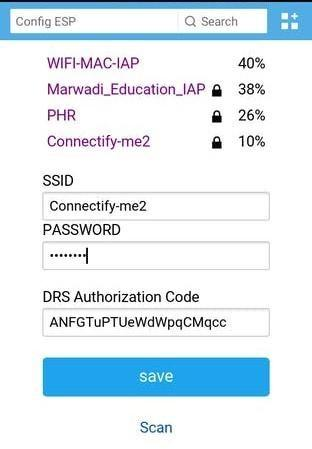 Config ESP Search
WIFI-MAC-IAP 40%
Marwadi_Education_IAP 38%
PHR 26%
Connectify-me2 10%
SSID
Connectify-me2
PASSWORD
••••••••
DRS Authorization Code
ANFGTuPTUeWdWpqCMqcc
save
Scan